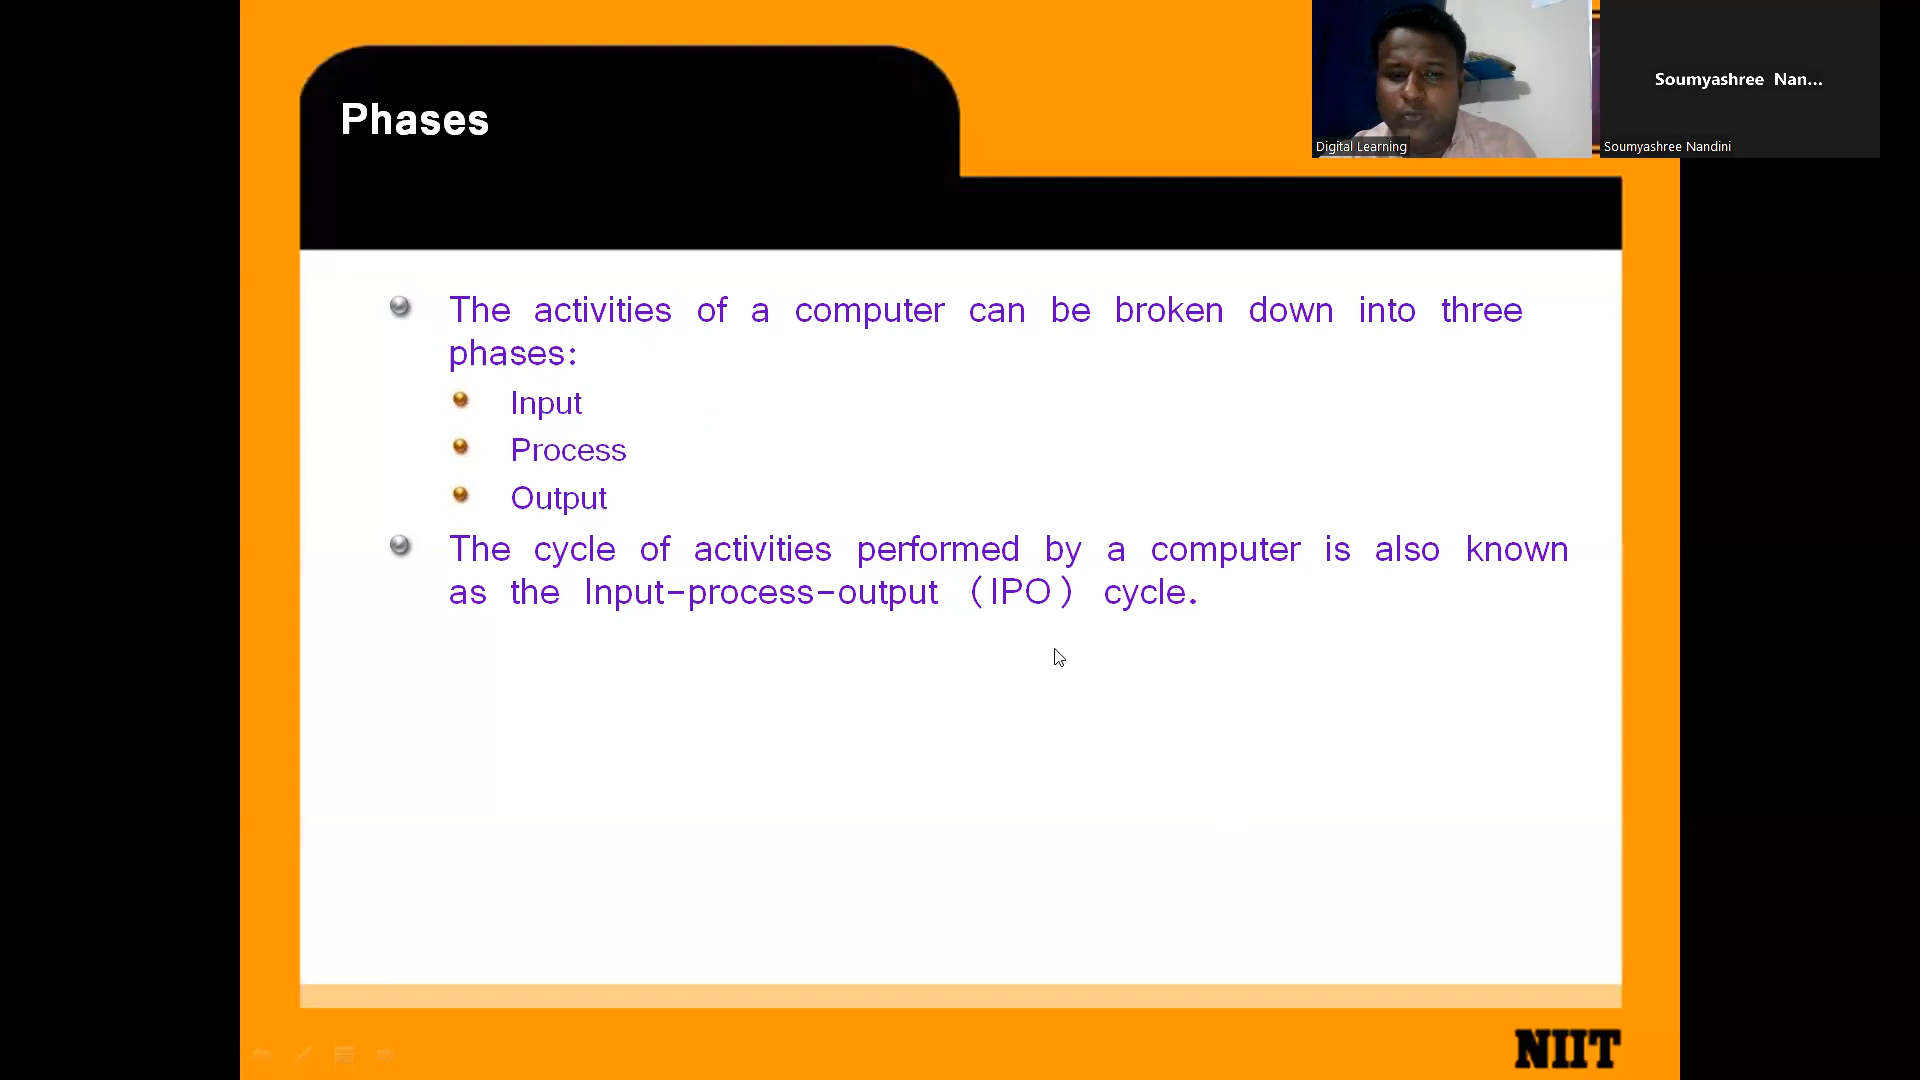 Phases
Soumyashree Nan...
Digital Learning
Soumyashree Nandini
The activities of a computer can be broken down into three
phases:
Input
Process
Output
The cycle of activities performed by a computer is also known
as the Input-process-output (IPO) cycle.
NIIT